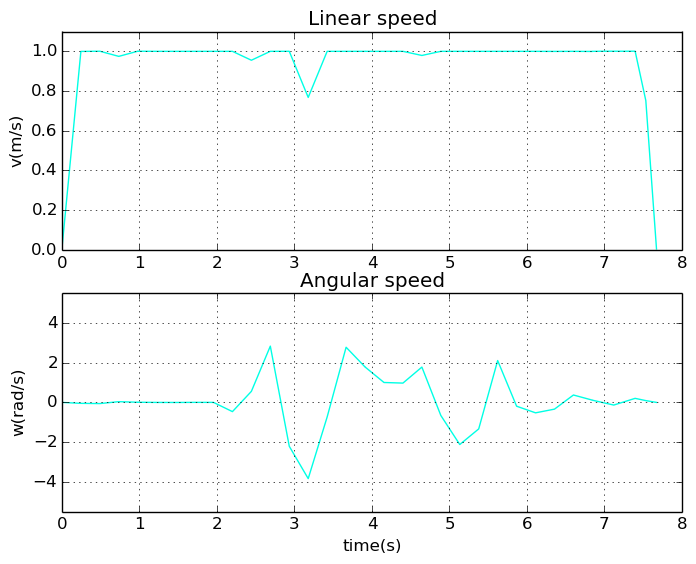 Linear speed
v(m/s)
1.0
0.8
0.6
0.4
0.2
0.0
0 1 2 3 4 5 6 7 8
Angular speed
w(rad/s)
4
2
0
−2
−4
0 1 2 3 4 5 6 7 8
time(s)